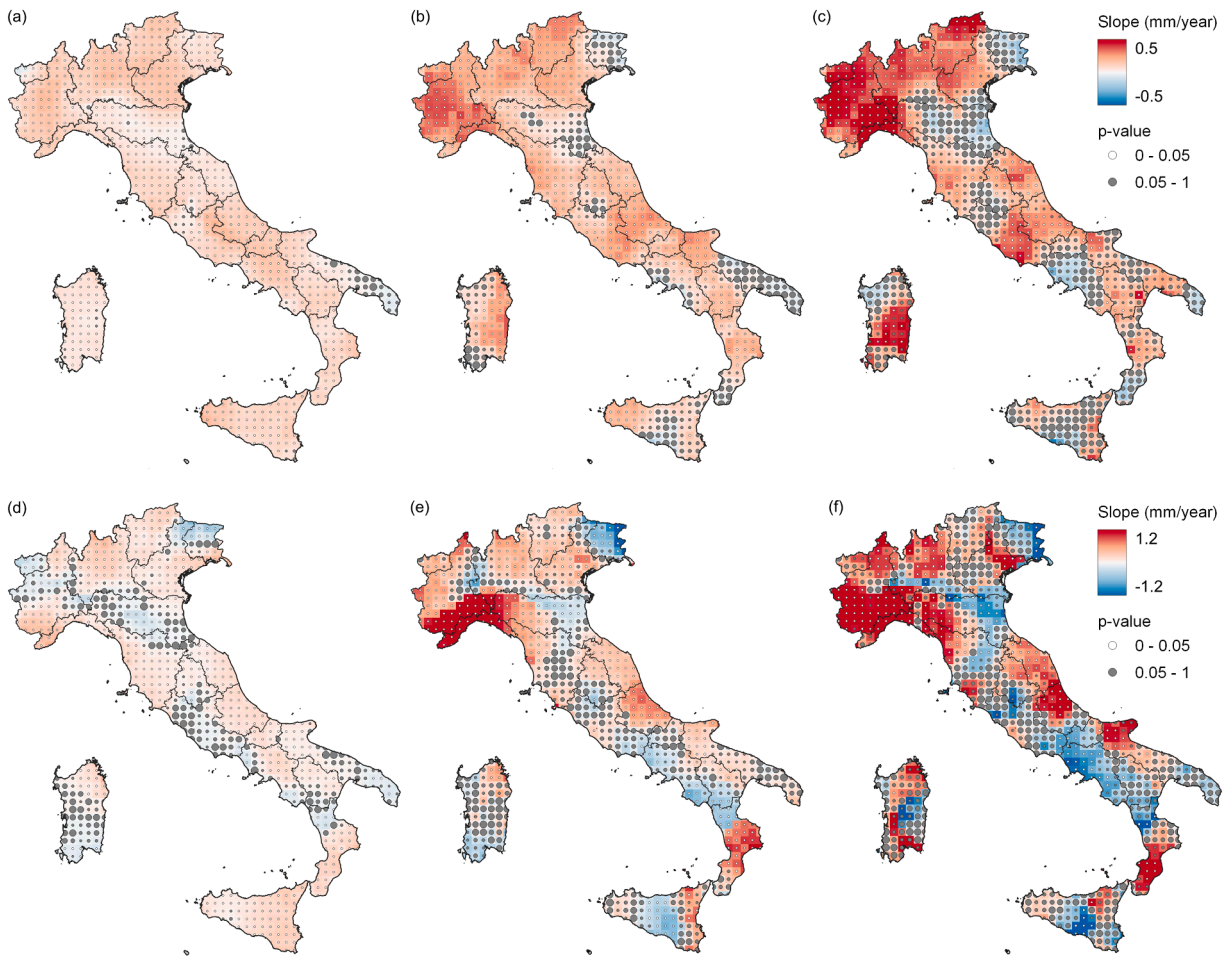 (a)
(b)
(c)
Slope (mm/year)
0.5
-0.5
p-value
0 - 0.05
0.05 - 1
(d)
(e)
(f)
Slope (mm/year)
1.2
-1.2
p-value
0 - 0.05
0.05 - 1